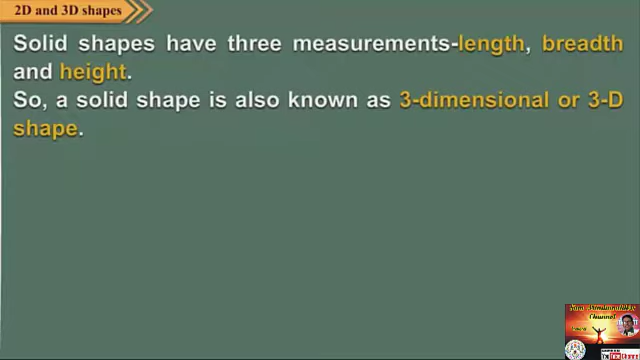 2D and 3D shapes
Solid shapes have three measurements-length, breadth
and height.
So, a solid shape is also known as 3-dimensional or 3-D
shape.
Channel